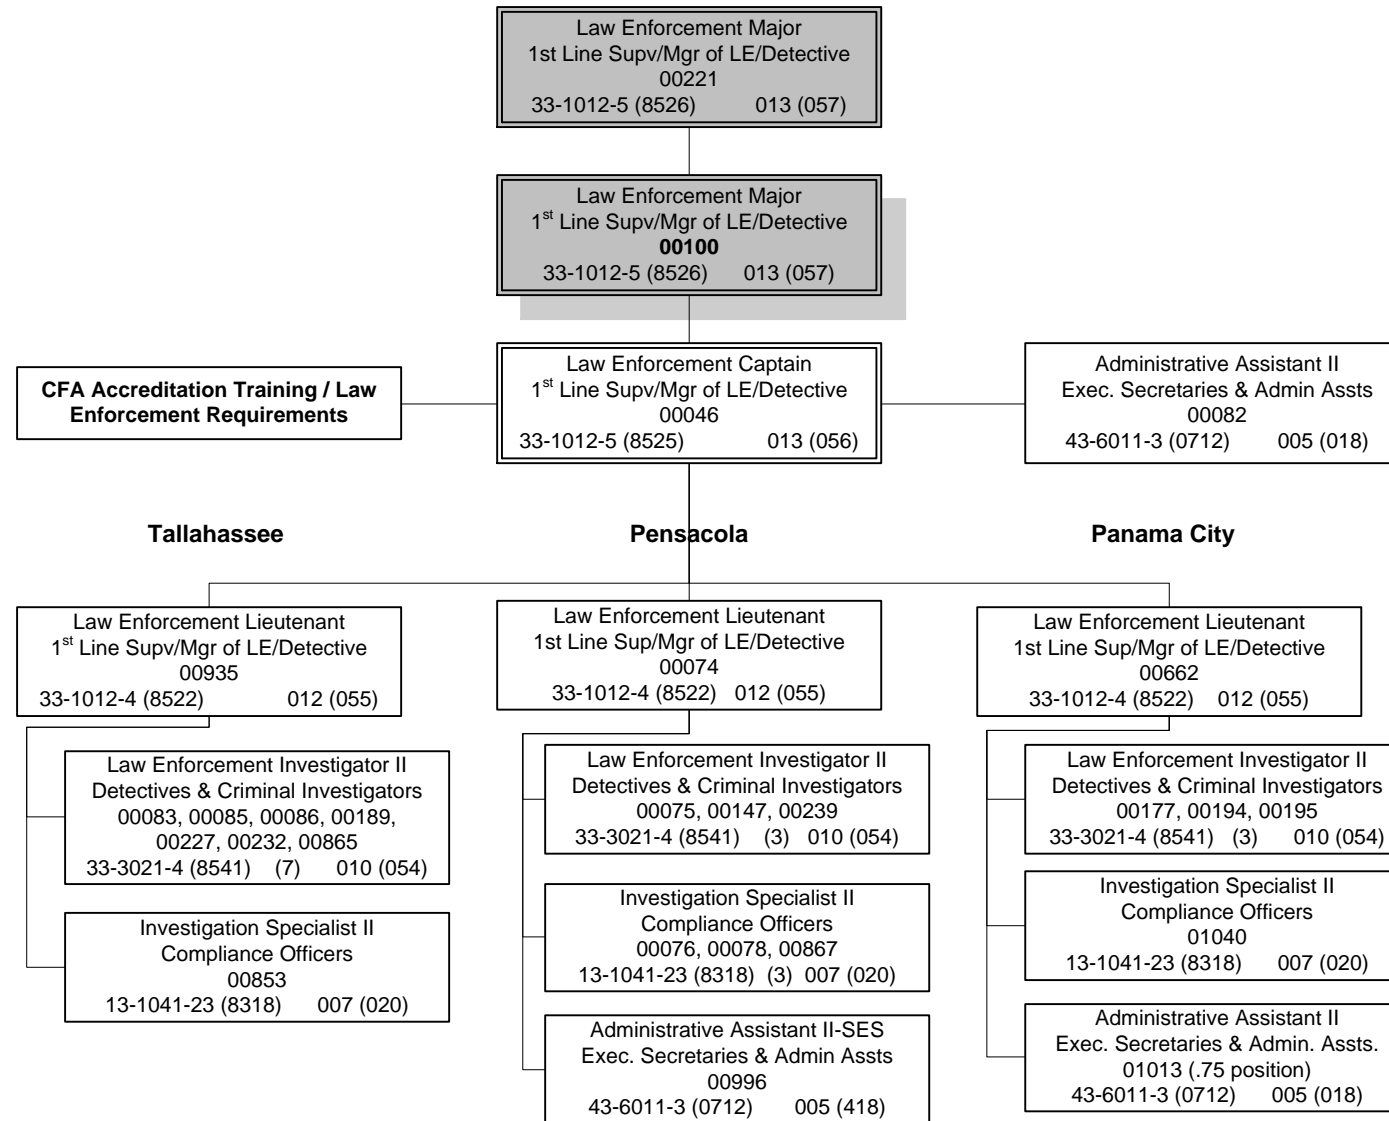 Law Enforcement Major
1st Line Supv/Mgr of LE/Detective
00221
33-1012-5 (8526) 013 (057)
Law Enforcement Major
1st Line Supv/Mgr of LE/Detective
00100
33-1012-5 (8526) 013 (057)
CFA Accreditation Training / Law
Enforcement Requirements
Law Enforcement Captain
1st Line Supv/Mgr of LE/Detective
00046
33-1012-5 (8525) 013 (056)
Administrative Assistant II
Exec. Secretaries & Admin Assts
00082
43-6011-3 (0712) 005 (018)
Tallahassee
Law Enforcement Lieutenant
1st Line Supv/Mgr of LE/Detective
00935
33-1012-4 (8522) 012 (055)
Law Enforcement Investigator II
Detectives & Criminal Investigators
00083, 00085, 00086, 00189,
00227, 00232, 00865
33-3021-4 (8541) (7) 010 (054)
Investigation Specialist II
Compliance Officers
00853
13-1041-23 (8318) 007 (020)
Pensacola
Law Enforcement Lieutenant
1st Line Sup/Mgr of LE/Detective
00074
33-1012-4 (8522) 012 (055)
Law Enforcement Investigator II
Detectives & Criminal Investigators
00075, 00147, 00239
33-3021-4 (8541) (3) 010 (054)
Investigation Specialist II
Compliance Officers
00076, 00078, 00867
13-1041-23 (8318) (3) 007 (020)
Administrative Assistant II-SES
Exec. Secretaries & Admin Assts
00996
43-6011-3 (0712) 005 (418)
Panama City
Law Enforcement Lieutenant
1st Line Sup/Mgr of LE/Detective
00662
33-1012-4 (8522) 012 (055)
Law Enforcement Investigator II
Detectives & Criminal Investigators
00177, 00194, 00195
33-3021-4 (8541) (3) 010 (054)
Investigation Specialist II
Compliance Officers
01040
13-1041-23 (8318) 007 (020)
Administrative Assistant II
Exec. Secretaries & Admin. Assts.
01013 (.75 position)
43-6011-3 (0712) 005 (018)